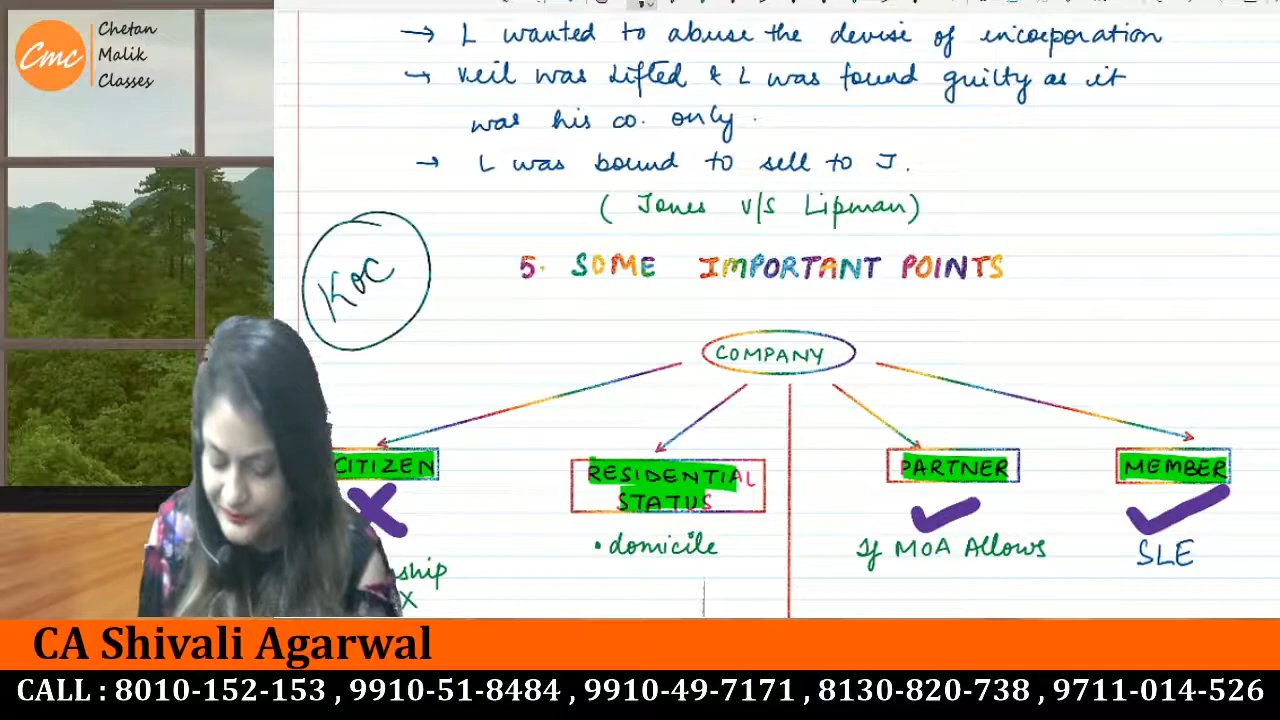 Chetan
Malik
Classes
cmc
→ L wanted to abuse the devise of incorporation
→ Veil was lifted & L was found guilty as it
was his co. only.
→ L was bound to sell to J.
(Jones v/s Lipman)
5. SOME IMPORTANT POINTS
COMPANY
CITIZEN
RESIDENTIAL
STATUS
PARTNER
MEMBER
• domicile
If MOA Allows
SLE
ship
X
CA Shivali Agarwal
CALL : 8010-152-153 , 9910-51-8484 , 9910-49-7171 , 8130-820-738 , 9711-014-526